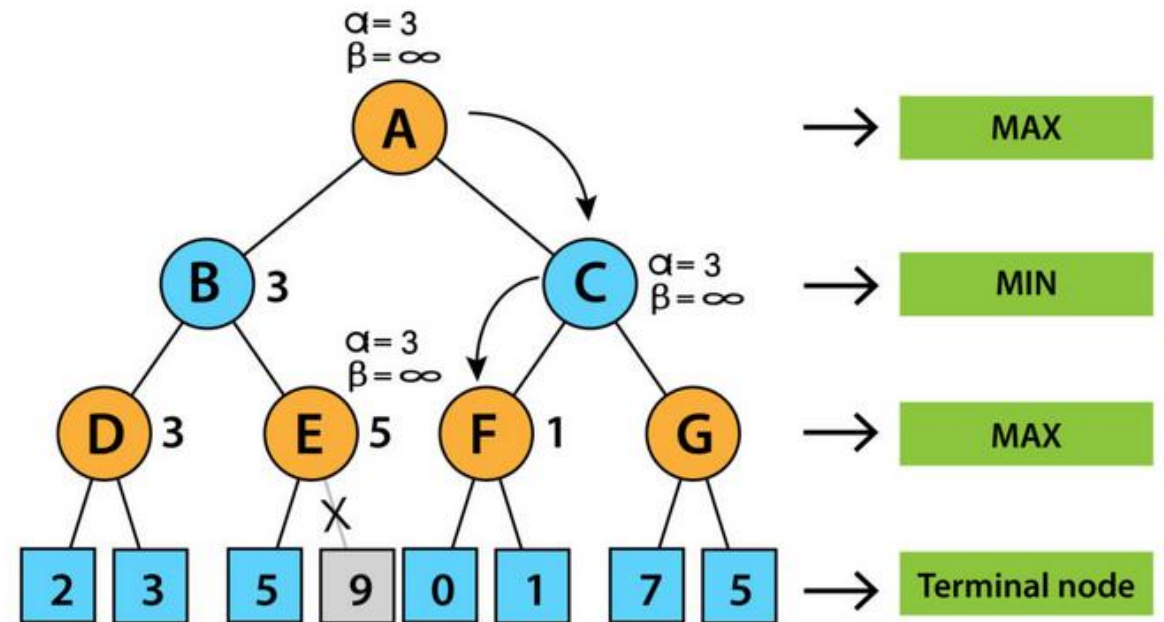 α= 3
β= ∞
A
MAX
B 3
C
α= 3
β= ∞
MIN
α= 3
β= ∞
D 3
E 5
F 1
G
MAX
X
2 3 5 9 0 1 7 5
Terminal node